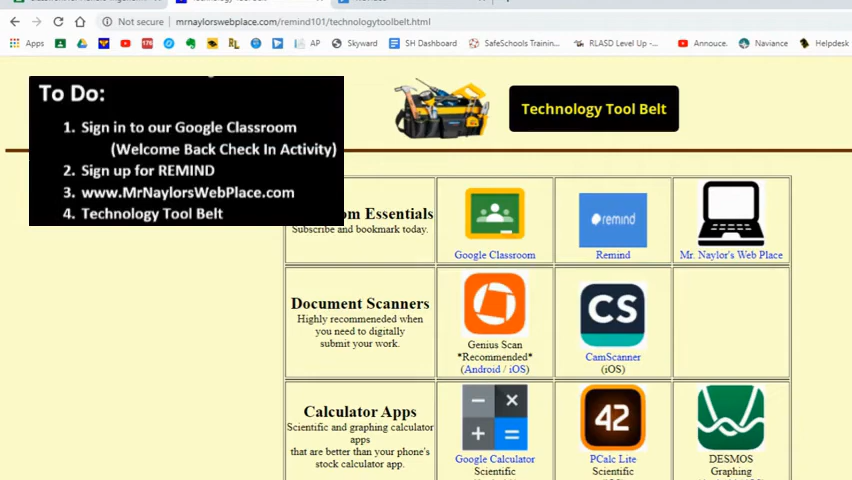 Not secure | mrnaylorswebplace.com/remind101/technologytoolbelt.html
Apps
176
RL
AP
Skyward
SH Dashboard
SafeSchools Training...
RLASD Level Up -...
Annouce.
Naviance
Helpdesk
To Do:
1. Sign in to our Google Classroom
(Welcome Back Check In Activity)
2. Sign up for REMIND
3. www.MrNaylorsWebPlace.com
4. Technology Tool Belt
Technology Tool Belt
om Essentials
Subscribe and bookmark today.
Google Classroom
remind
Remind
Mr. Naylor's Web Place
Document Scanners
Highly recommeneded when
you need to digitally
submit your work.
Genius Scan
*Recommended*
(Android / iOS)
CS
CamScanner
(iOS)
Calculator Apps
Scientific and graphing calculator
apps
that are better than your phone's
stock calculator app.
Google Calculator
Scientific
42
PCalc Lite
Scientific
DESMOS
Graphing